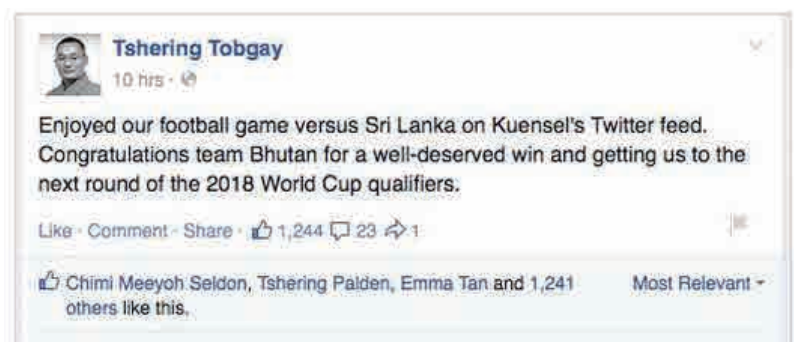 Tshering Tobgay
10 hrs ·
Enjoyed our football game versus Sri Lanka on Kuensel's Twitter feed.
Congratulations team Bhutan for a well-deserved win and getting us to the
next round of the 2018 World Cup qualifiers.
Like · Comment · Share · 1,244 23 1
Chimi Meeyoh Seldon, Tshering Palden, Emma Tan and 1,241 Most Relevant
others like this.